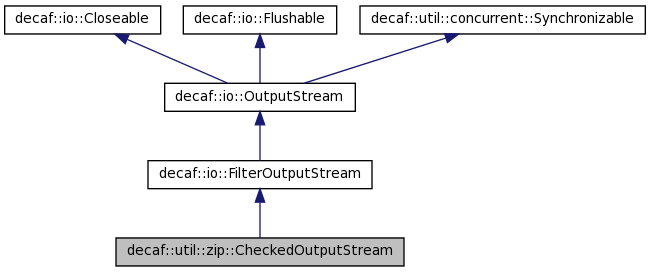 decaf::io::Closeable
decaf::io::Flushable
decaf::util::concurrent::Synchronizable
decaf::io::OutputStream
decaf::io::FilterOutputStream
decaf::util::zip::CheckedOutputStream